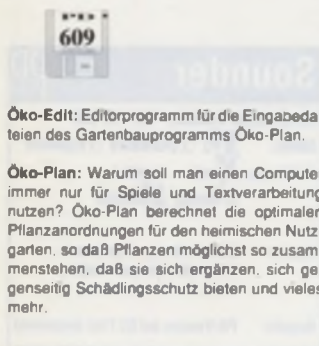 PD
609
Öko-Edit: Editorprogramm für die Eingabeda
teien des Gartenbauprogramms Öko-Plan.
Öko-Plan: Warum soll man einen Compute
immer nur für Spiele und Textverarbeitung
nutzen? Öko-Plan berechnet die optimaler
Pflanzanordnungen für den heimischen Nutz
garten, so daß Pflanzen möglichst so zusam
menstehen, daß sie sich ergänzen, sich ge
genseitig Schädlingsschutz bieten und vieles
mehr.